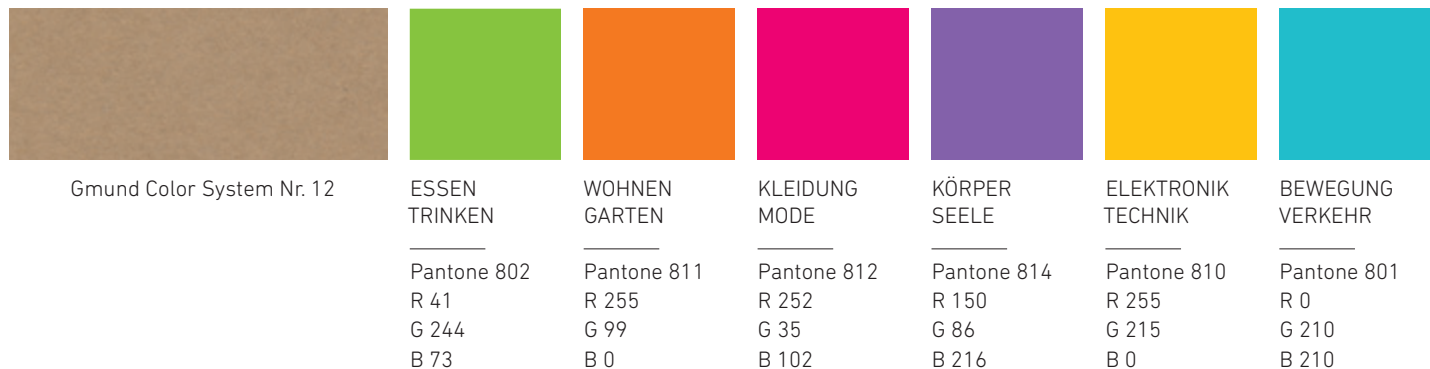 Gmund Color System Nr. 12
ESSEN
TRINKEN
Pantone 802
R 41
G 244
B 73
WOHNEN
GARTEN
Pantone 811
R 255
G 99
B 0
KLEIDUNG
MODE
Pantone 812
R 252
G 35
B 102
KÖRPER
SEELE
Pantone 814
R 150
G 86
B 216
ELEKTRONIK
TECHNIK
Pantone 810
R 255
G 215
B 0
BEWEGUNG
VERKEHR
Pantone 801
R 0
G 210
B 210